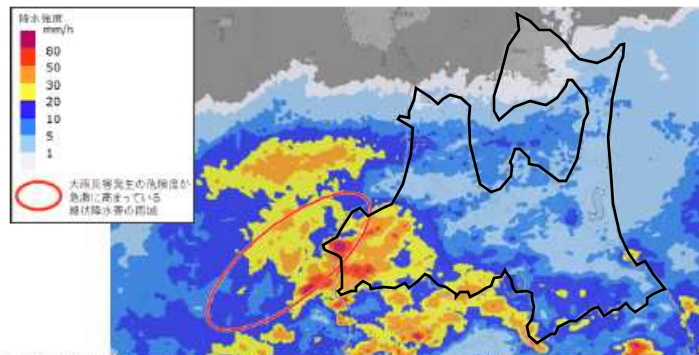 降水強度
mm/h
80
50
30
20
10
5
1
大雨災害発生の危険度が
急激に高まっている
線状降水帯の雨域